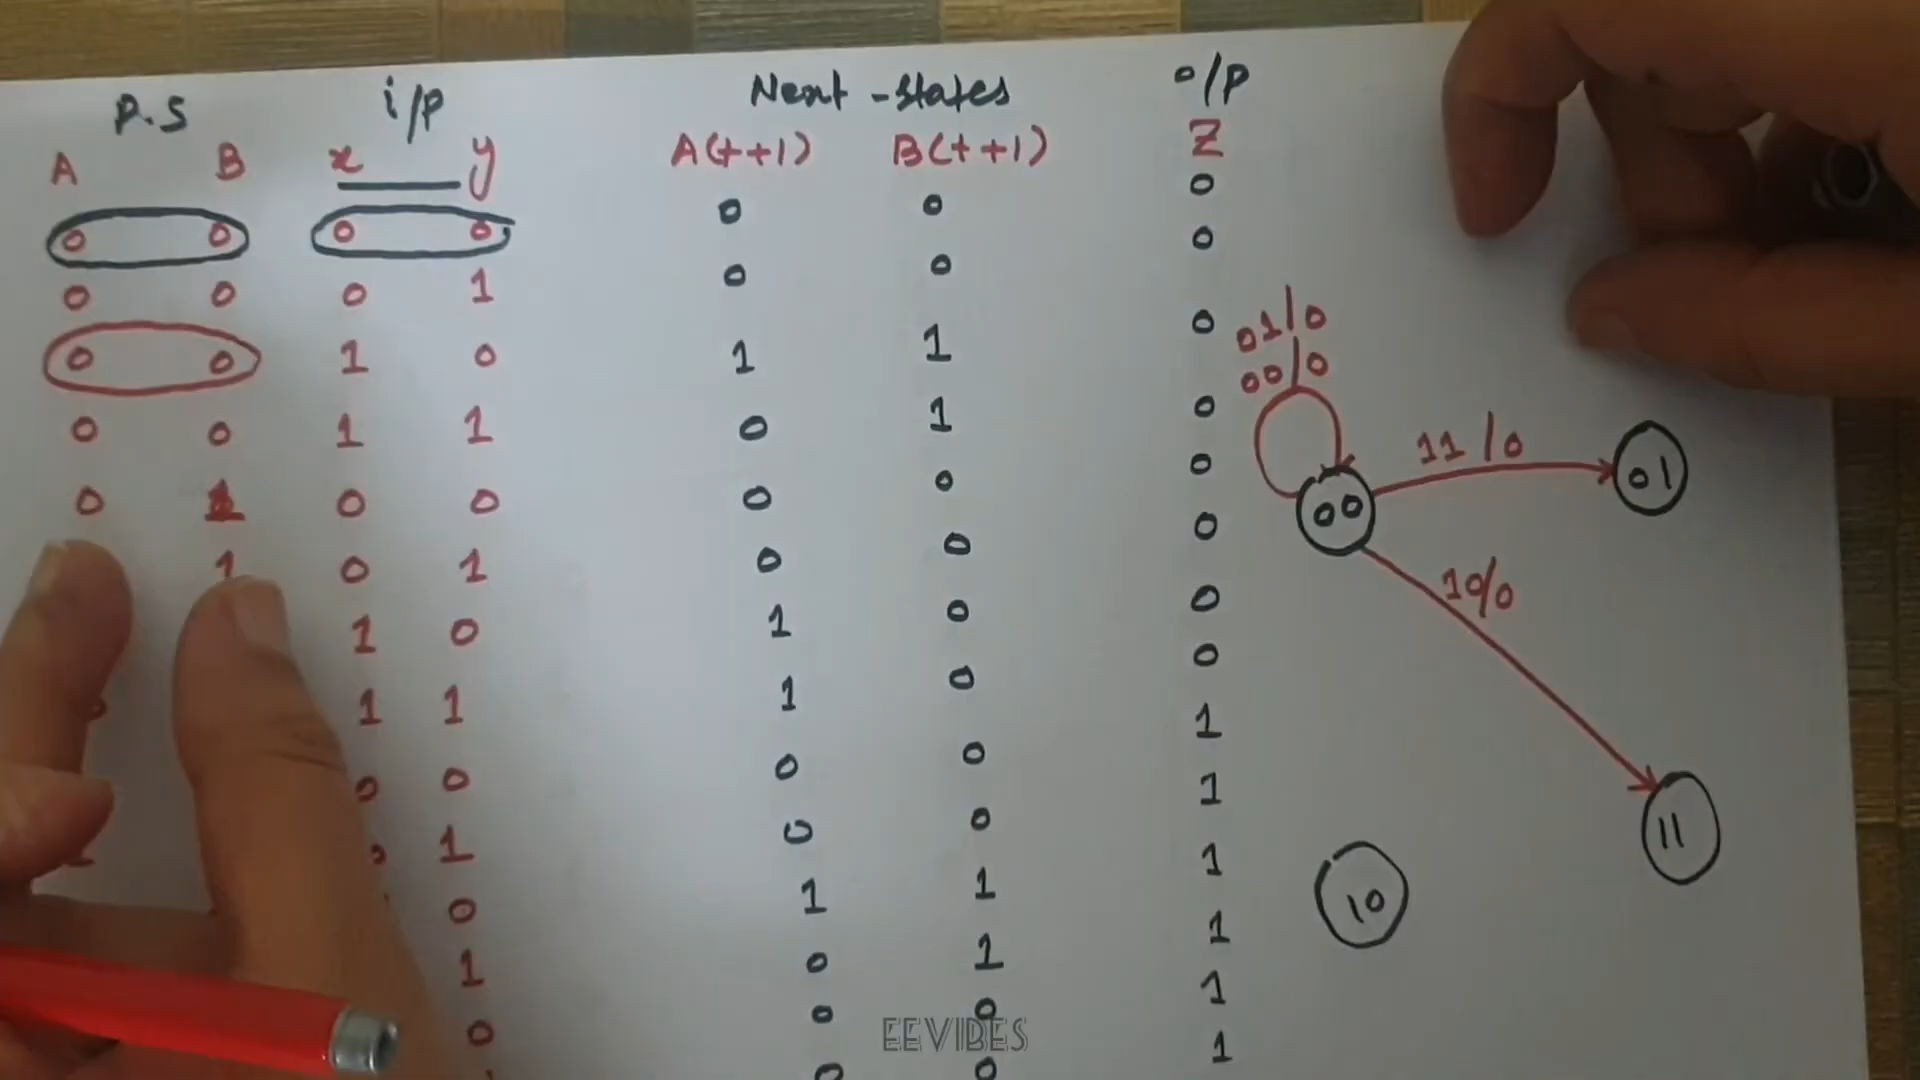 P.S i/p Next-states o/p
A B x y A(t+1) B(t+1) Z
0 0 0 0 0 0 0
0 0 0 1 0 0 0
0 0 1 0 1 1 0
0 0 1 1 0 1 0
0 1 0 0 0 0 0
1 0 1 0 0 0
1 0 1 0 0
1 1 1 0 0
0 0 0 0 1
1 0 0 1
0 1 1 1
1 0 1 1
0 0 0 1
0 0 1
01/0
00/0
11/0
00
01
10/0
11
10
EEVIBES